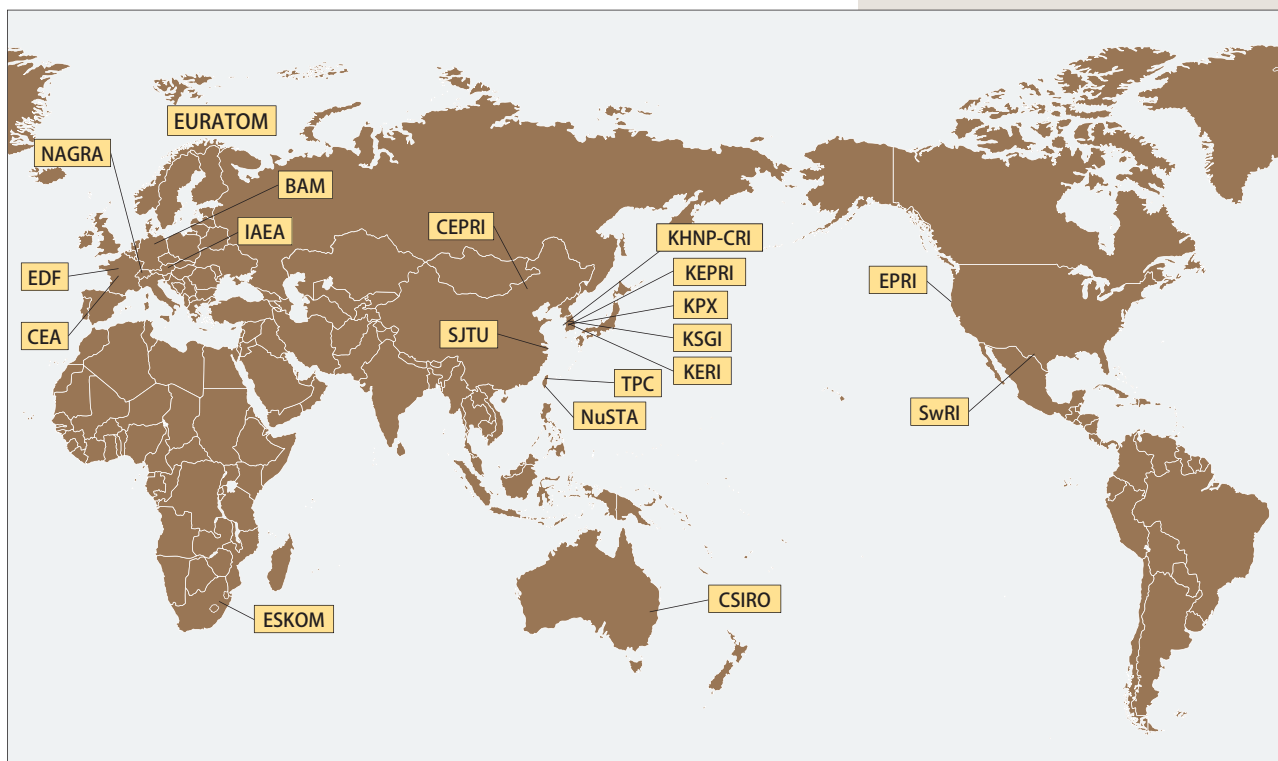 EURATOM
NAGRA
BAM
IAEA
CEPRI
KHNP-CRI
KEPRI
EDF
EPRI
KPX
CEA
SJTU
KSGI
KERI
TPC
NuSTA
SwRI
CSIRO
ESKOM